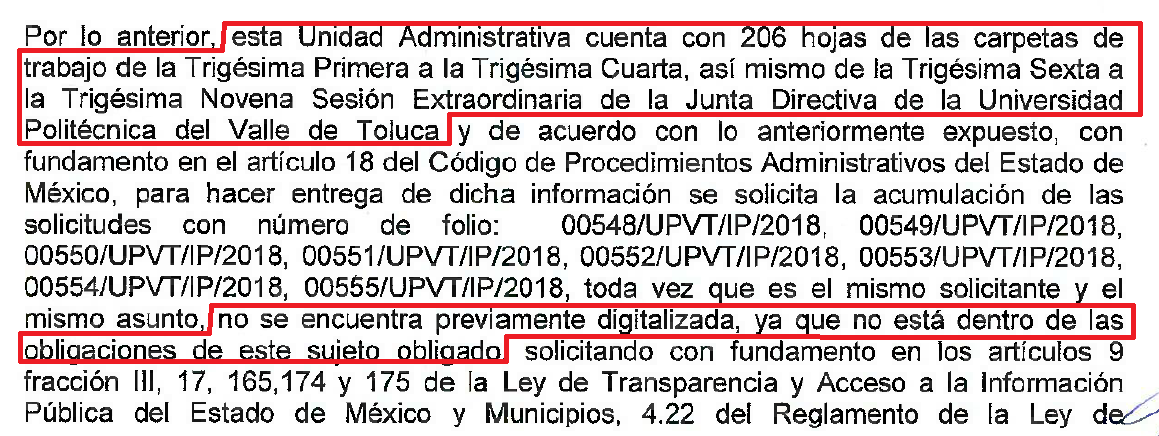 Por lo anterior, esta Unidad Administrativa cuenta con 206 hojas de las carpetas de
trabajo de la Trigésima Primera a la Trigésima Cuarta, así mismo de la Trigésima Sexta a
la Trigésima Novena Sesión Extraordinaria de la Junta Directiva de la Universidad
Politécnica del Valle de Toluca y de acuerdo con lo anteriormente expuesto, con
fundamento en el artículo 18 del Código de Procedimientos Administrativos del Estado de
México, para hacer entrega de dicha información se solicita la acumulación de las
solicitudes con número de folio: 00548/UPVT/IP/2018, 00549/UPVT/IP/2018,
00550/UPVT/IP/2018, 00551/UPVT/IP/2018, 00552/UPVT/IP/2018, 00553/UPVT/IP/2018,
00554/UPVT/IP/2018, 00555/UPVT/IP/2018, toda vez que es el mismo solicitante y el
mismo asunto, no se encuentra previamente digitalizada, ya que no está dentro de las
obligaciones de este sujeto obligado solicitando con fundamento en los artículos 9
fracción III, 17, 165,174 y 175 de la Ley de Transparencia y Acceso a la Información
Pública del Estado de México y Municipios, 4.22 del Reglamento de la Ley de